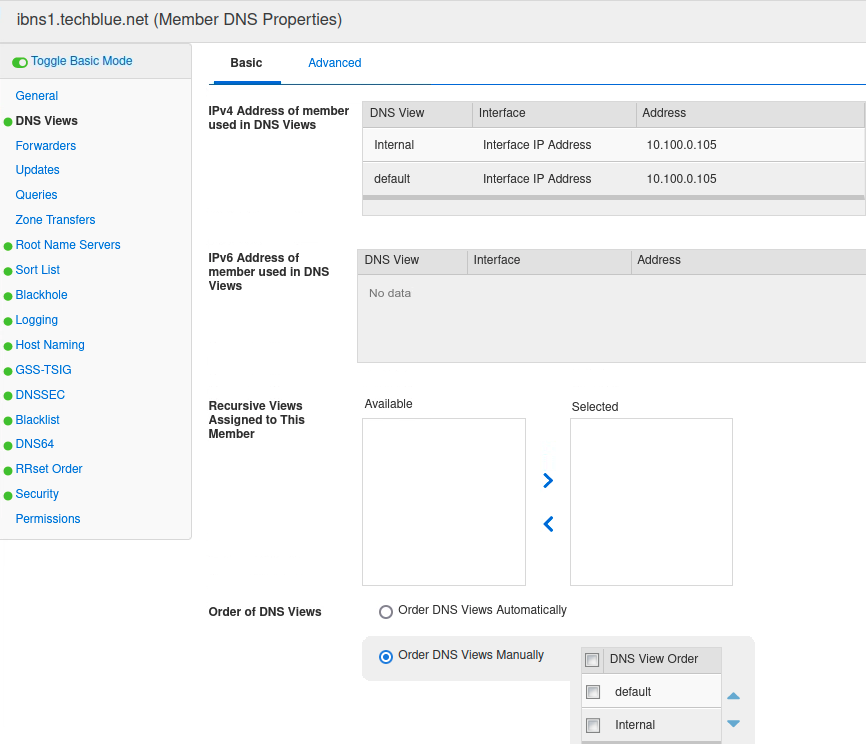 ibns1.techblue.net (Member DNS Properties)
Toggle Basic Mode
General
DNS Views
Forwarders
Updates
Queries
Zone Transfers
Root Name Servers
Sort List
Blackhole
Logging
Host Naming
GSS-TSIG
DNSSEC
Blacklist
DNS64
RRset Order
Security
Permissions
Basic Advanced
IPv4 Address of member
used in DNS Views
DNS View Interface Address
Internal Interface IP Address 10.100.0.105
default Interface IP Address 10.100.0.105
IPv6 Address of
member used in DNS
Views
DNS View Interface Address
No data
Recursive Views
Assigned to This
Member
Available
Selected
Order of DNS Views
Order DNS Views Automatically
Order DNS Views Manually
DNS View Order
default
Internal